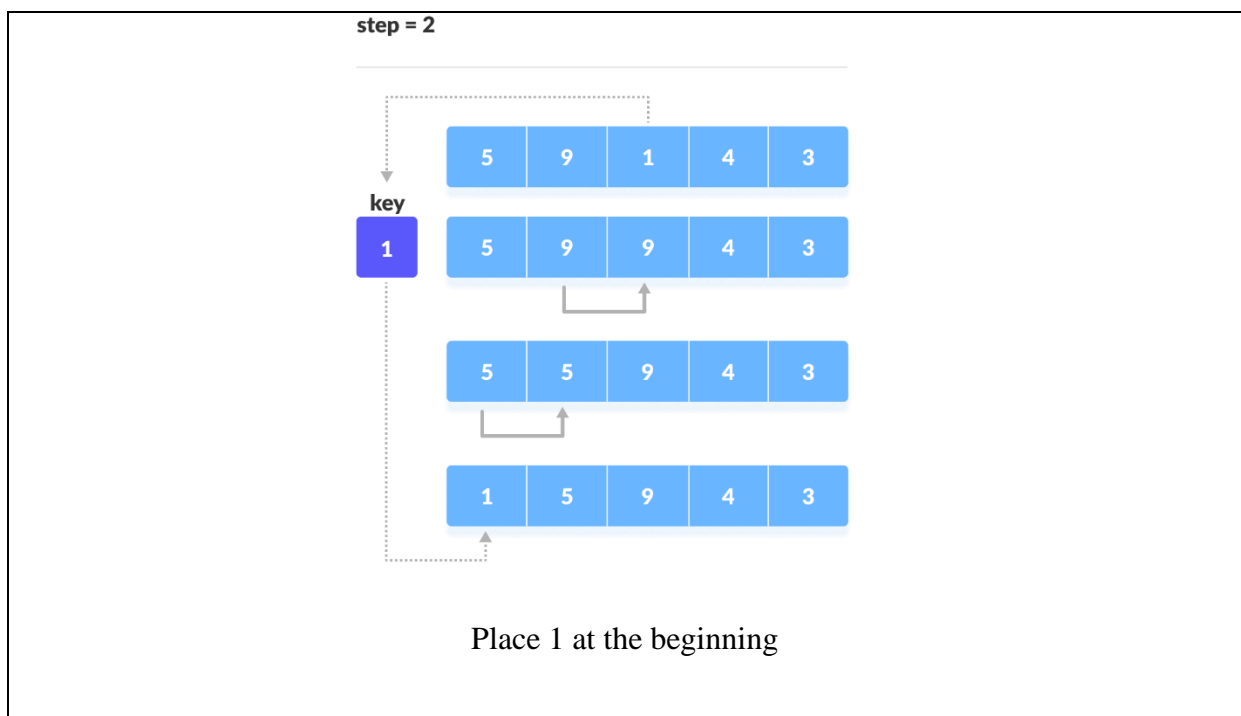 step = 2
5 9 1 4 3
key
1 5 9 9 4 3
5 5 9 4 3
1 5 9 4 3
Place 1 at the beginning